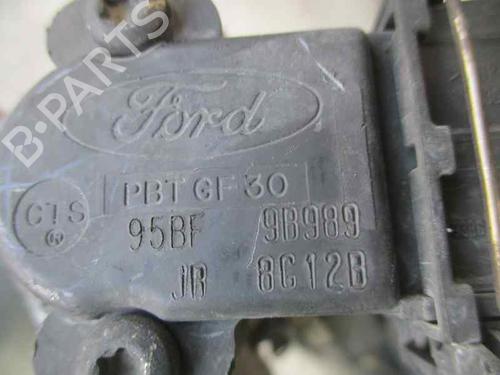 B-PARTS
Ford
CTS ® PBT GF 30
95BF 9B989
JR 8C12B